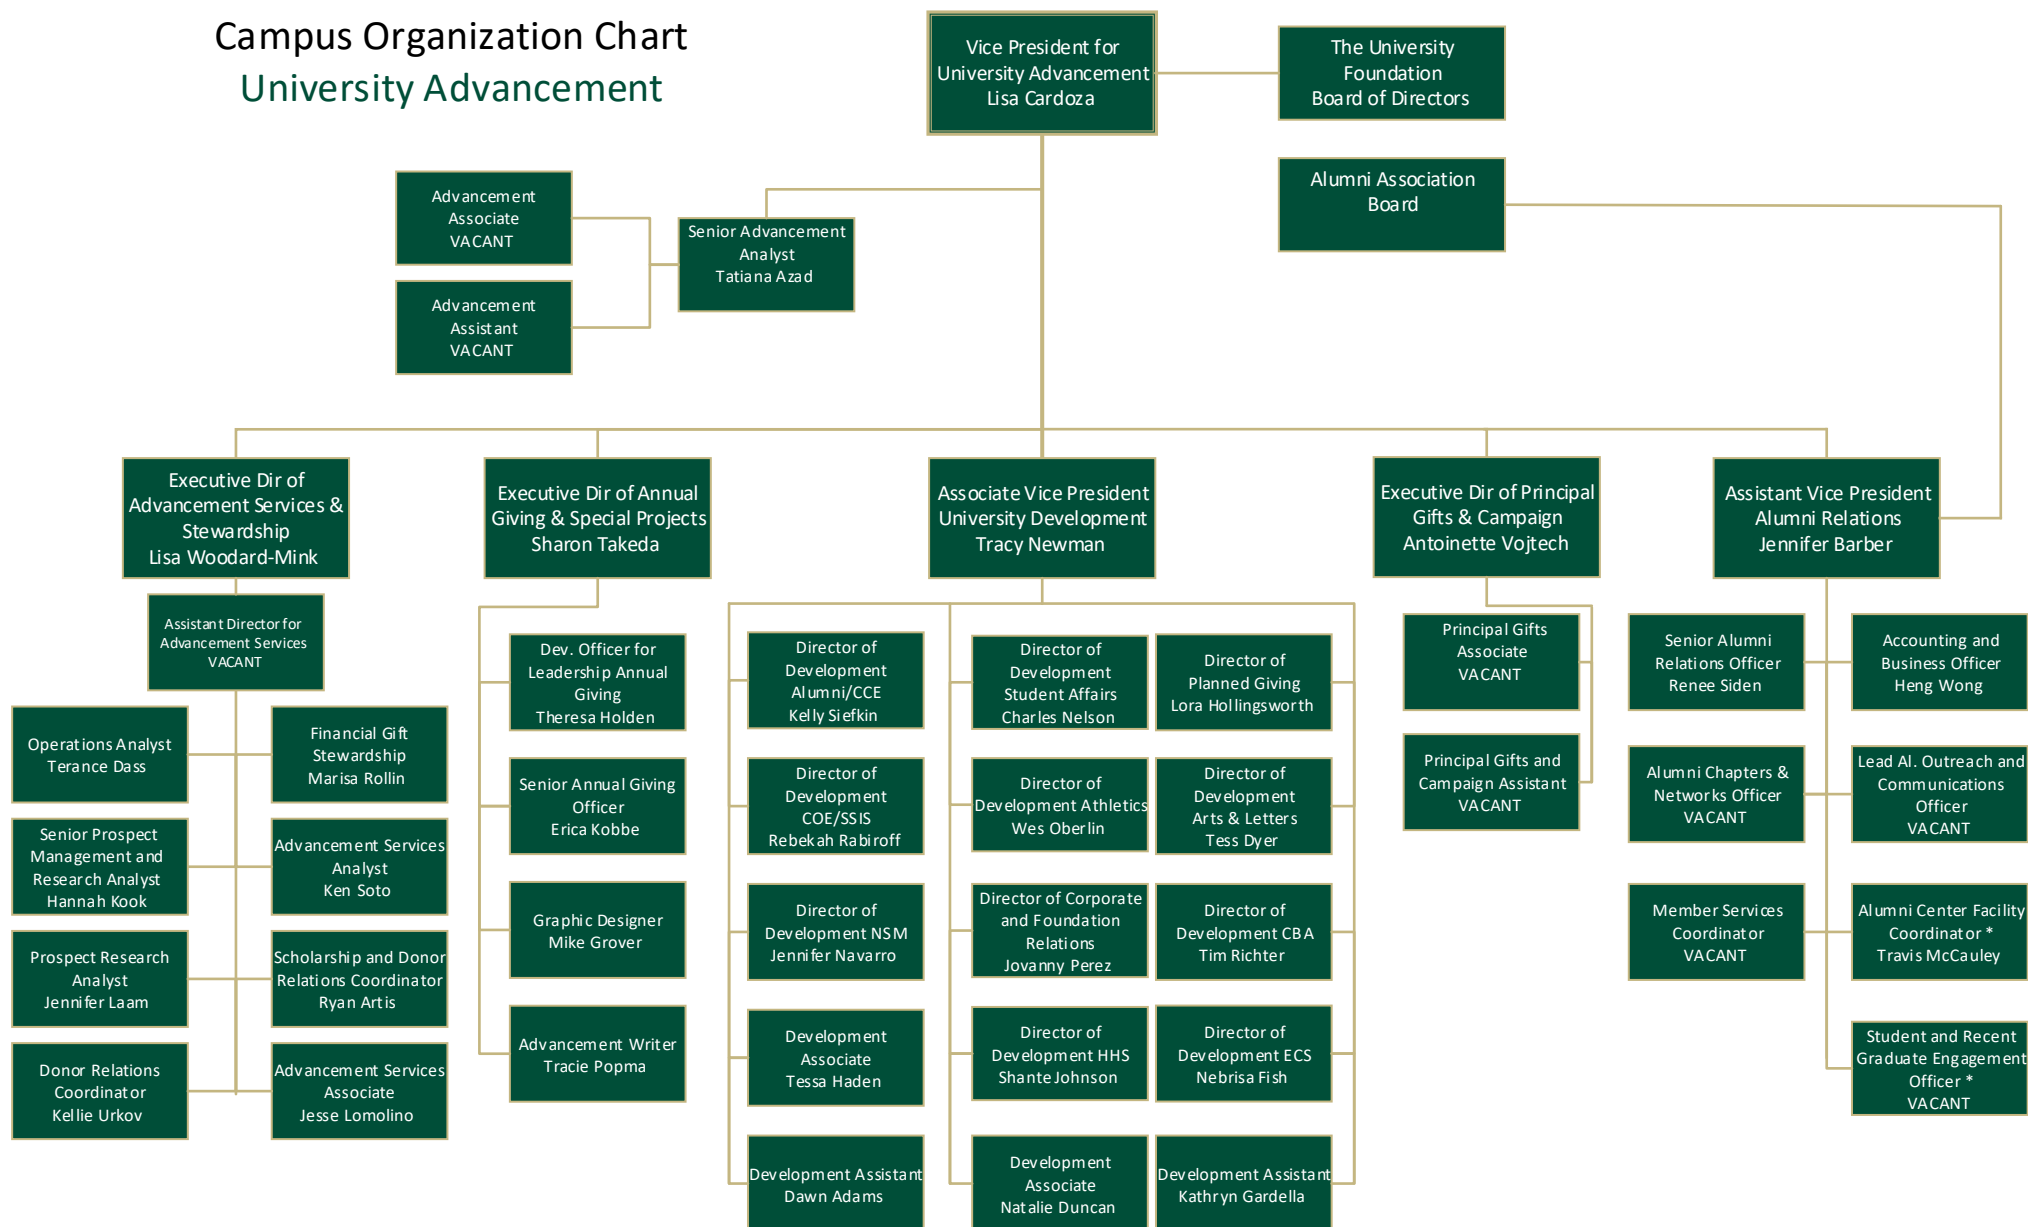 Campus Organization Chart
University Advancement
Vice President for
University Advancement
Lisa Cardoza
The University
Foundation
Board of Directors
Alumni Association
Board
Advancement
Associate
VACANT
Senior Advancement
Analyst
Tatiana Azad
Advancement
Assistant
VACANT
Executive Dir of
Advancement Services &
Stewardship
Lisa Woodard-Mink
Assistant Director for
Advancement Services
VACANT
Operations Analyst
Terance Dass
Financial Gift
Stewardship
Marisa Rollin
Senior Prospect
Management and
Research Analyst
Hannah Kook
Advancement Services
Analyst
Ken Soto
Prospect Research
Analyst
Jennifer Laam
Scholarship and Donor
Relations Coordinator
Ryan Artis
Donor Relations
Coordinator
Kellie Urkov
Advancement Services
Associate
Jesse Lomolino
Executive Dir of Annual
Giving & Special Projects
Sharon Takeda
Dev. Officer for
Leadership Annual
Giving
Theresa Holden
Senior Annual Giving
Officer
Erica Kobbe
Graphic Designer
Mike Grover
Advancement Writer
Tracie Popma
Associate Vice President
University Development
Tracy Newman
Director of
Development
Alumni/CCE
Kelly Siefkin
Director of
Development
Student Affairs
Charles Nelson
Director of
Planned Giving
Lora Hollingsworth
Director of
Development
COE/SSIS
Rebekah Rabiroff
Director of
Development Athletics
Wes Oberlin
Director of
Development
Arts & Letters
Tess Dyer
Director of
Development NSM
Jennifer Navarro
Director of Corporate
and Foundation
Relations
Jovanny Perez
Director of
Development CBA
Tim Richter
Development
Associate
Tessa Haden
Director of
Development HHS
Shante Johnson
Director of
Development ECS
Nebrisa Fish
Development Assistant
Dawn Adams
Development
Associate
Natalie Duncan
Development Assistant
Kathryn Gardella
Executive Dir of Principal
Gifts & Campaign
Antoinette Vojtech
Principal Gifts
Associate
VACANT
Principal Gifts and
Campaign Assistant
VACANT
Assistant Vice President
Alumni Relations
Jennifer Barber
Senior Alumni
Relations Officer
Renee Siden
Accounting and
Business Officer
Heng Wong
Alumni Chapters &
Networks Officer
VACANT
Lead Al. Outreach and
Communications
Officer
VACANT
Member Services
Coordinator
VACANT
Alumni Center Facility
Coordinator *
Travis McCauley
Student and Recent
Graduate Engagement
Officer *
VACANT